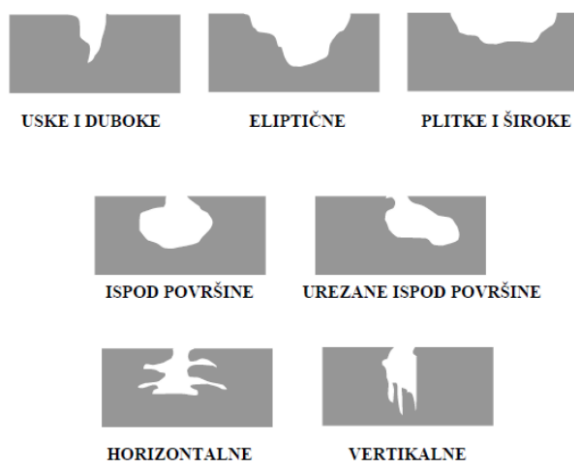 USKE I DUBOKE
ELIPTIČNE
PLITKE I ŠIROKE
ISPOD POVRŠINE
UREZANE ISPOD POVRŠINE
HORIZONTALNE
VERTIKALNE